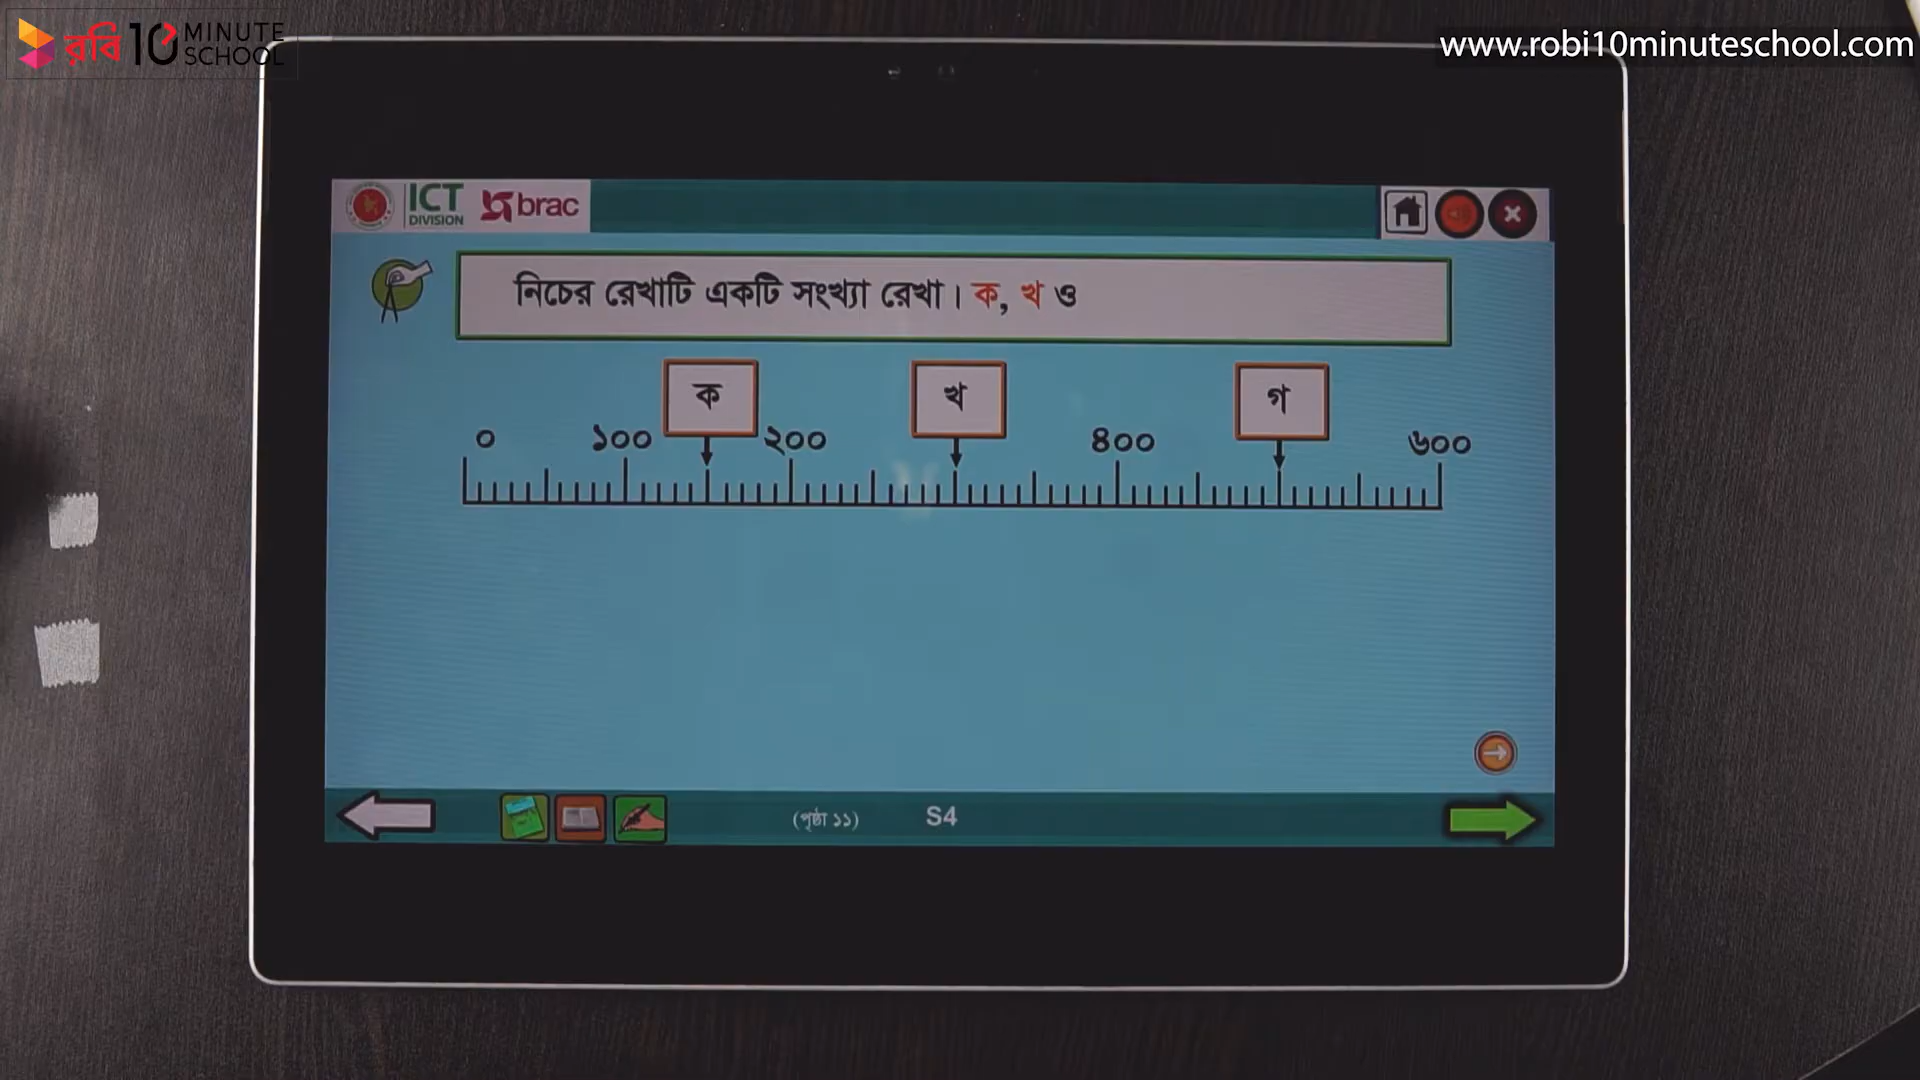 রবি 10 MINUTE SCHOOL
www.robi10minuteschool.com
ICT DIVISION brac
নিচের রেখাটি একটি সংখ্যা রেখা। ক, খ ও
ক খ গ
০ ১০০ ২০০ ৪০০ ৬০০
(পৃষ্ঠা ১১) S4